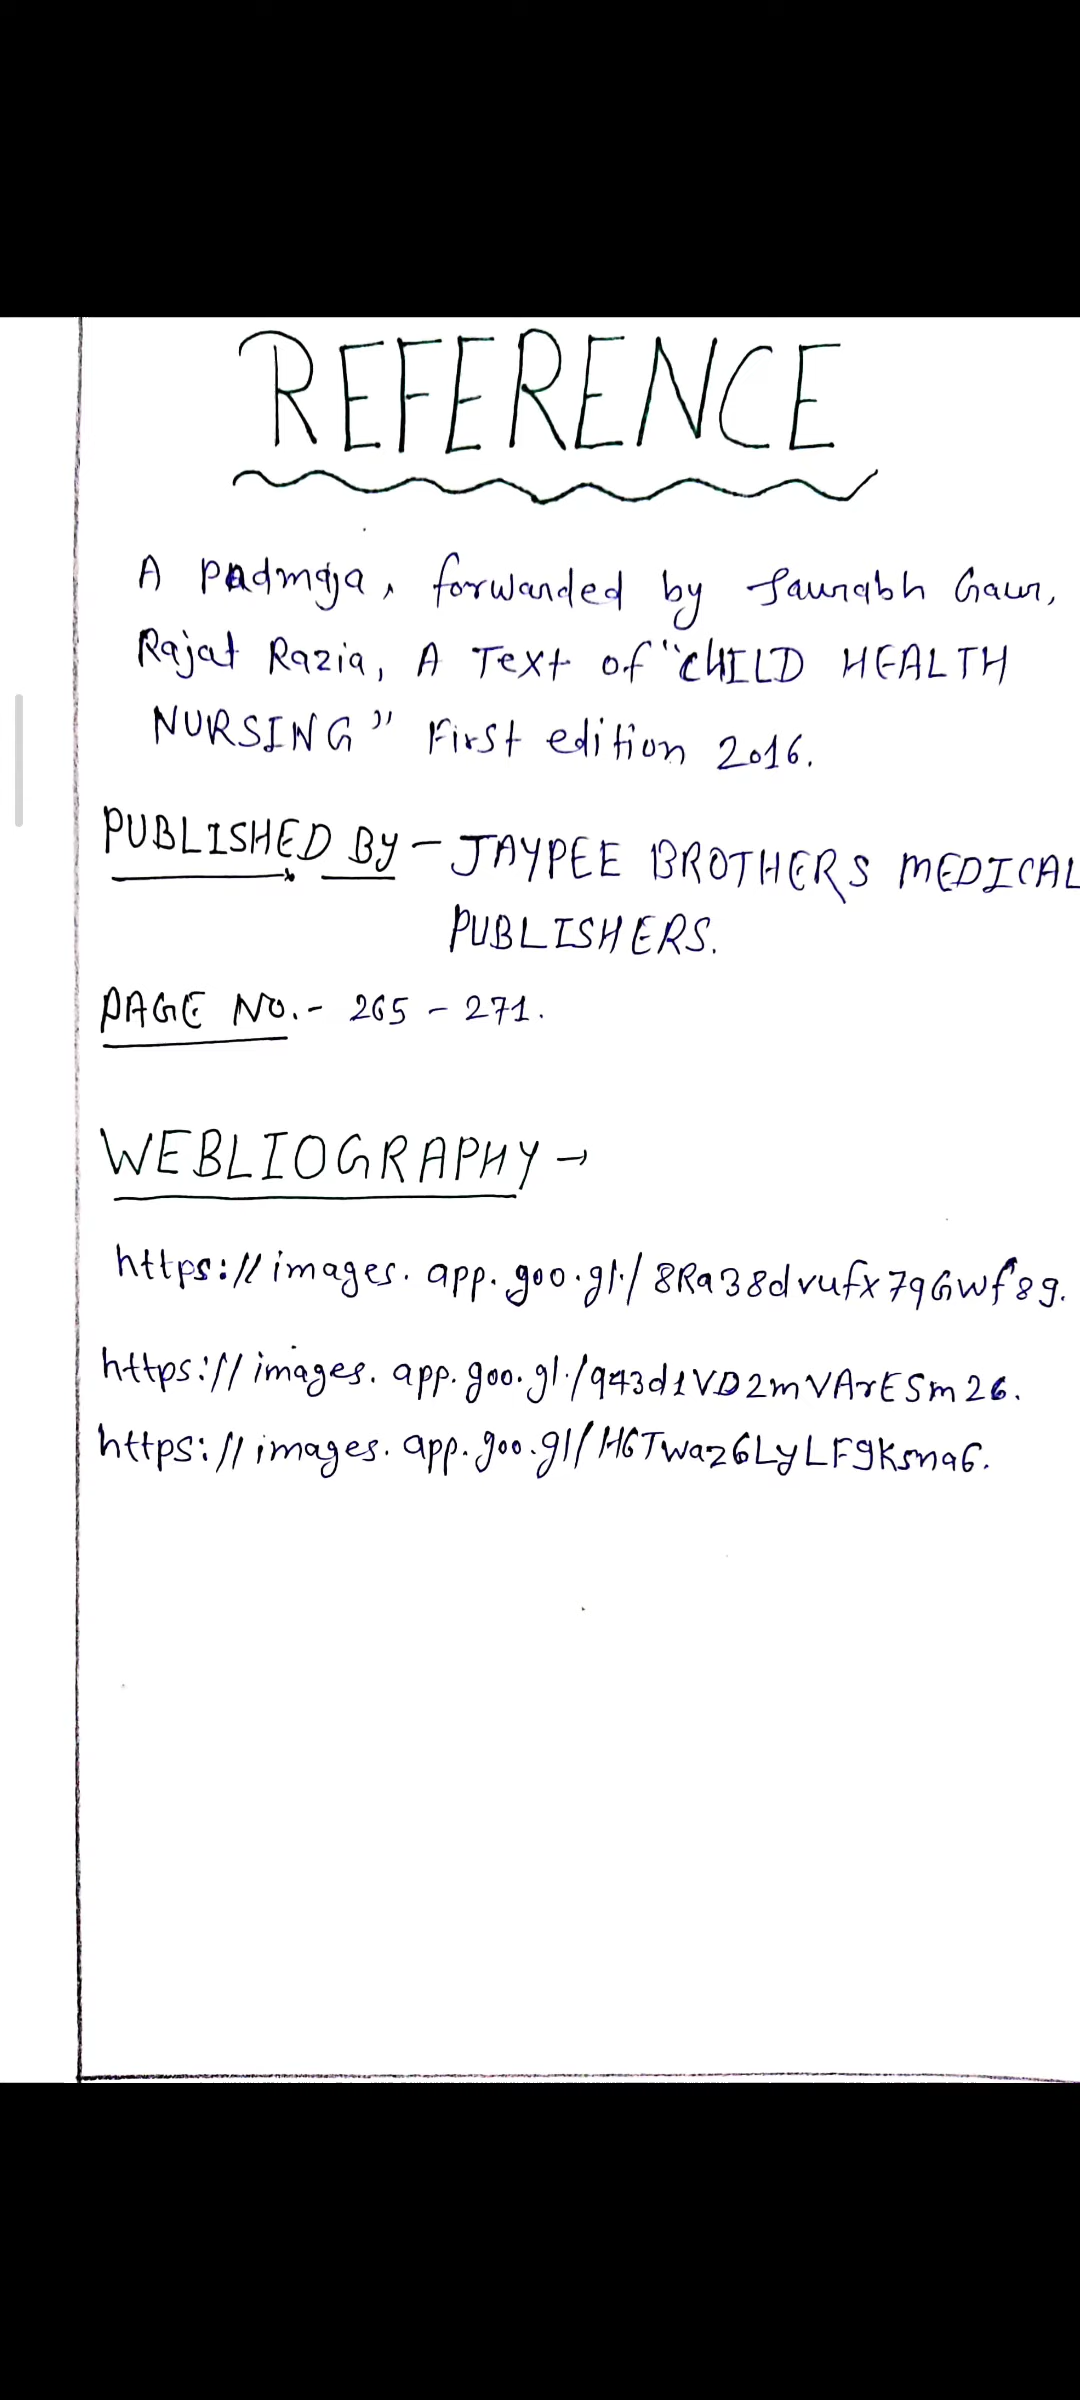 REFERENCE
A Padmaja, forwarded by Saurabh Gaur,
Rajat Razia, A Text of "CHILD HEALTH
NURSING" First edition 2016.
PUBLISHED BY - JAYPEE BROTHERS MEDICAL
PUBLISHERS.
PAGE NO. - 265 - 271.
WEBLIOGRAPHY →
https://images.app.goo.gl./8Ra38dvufx79Gwf89.
https://images.app.goo.gl./943d1VD2mVArESm26.
https://images.app.goo.gl/H6Twaz6LyLF9Ksna6.